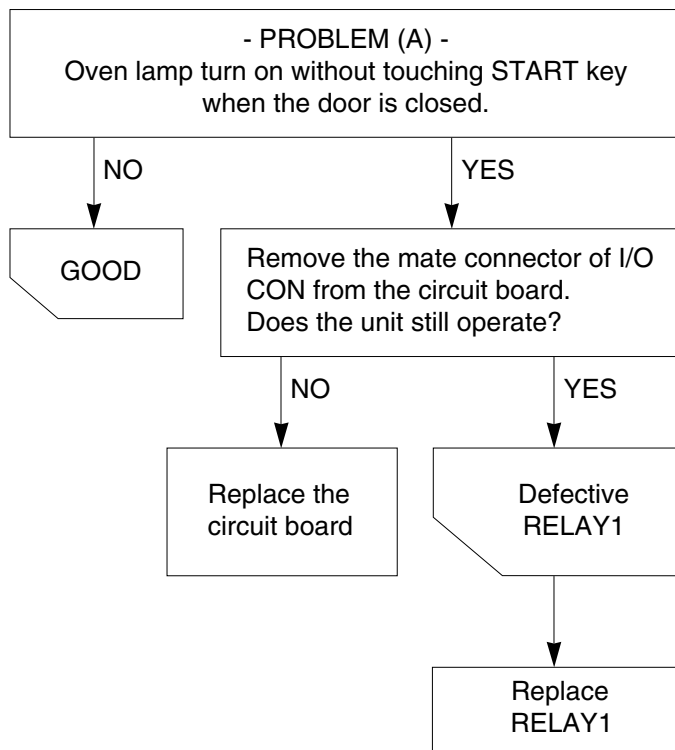 - PROBLEM (A) -
Oven lamp turn on without touching START key
when the door is closed.
NO
YES
GOOD
Remove the mate connector of I/O
CON from the circuit board.
Does the unit still operate?
NO
YES
Replace the
circuit board
Defective
RELAY1
Replace
RELAY1